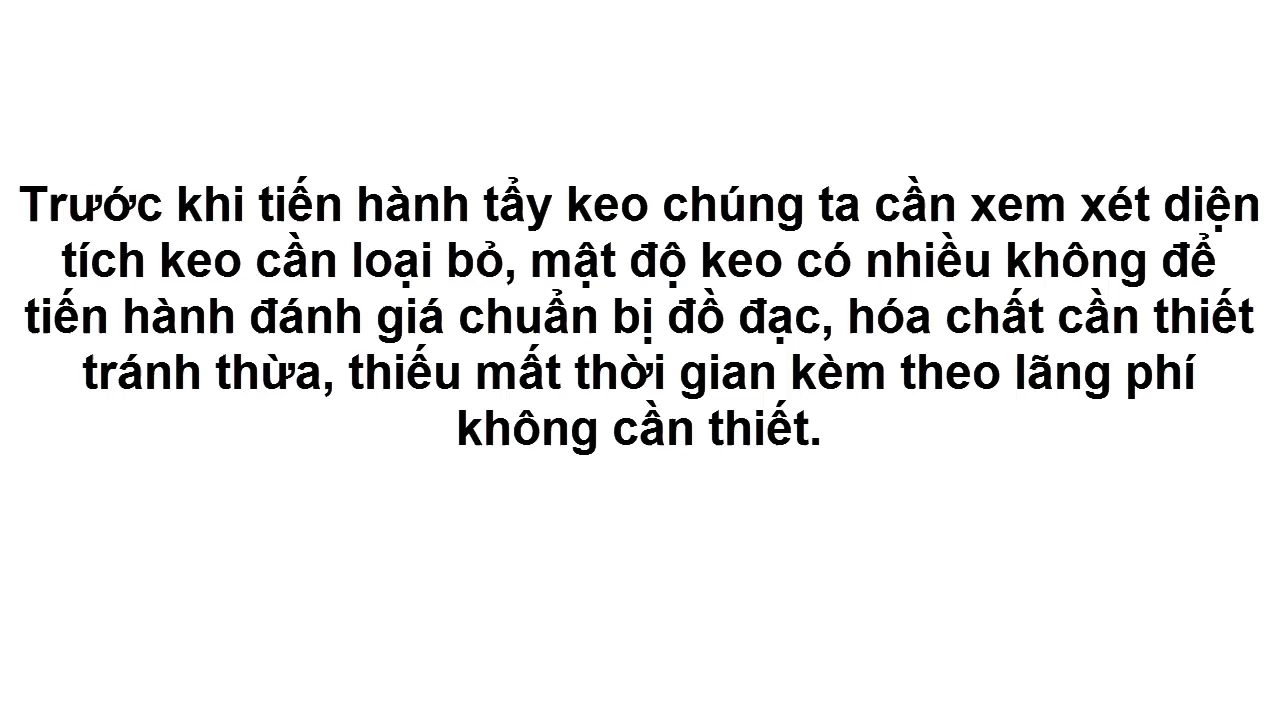 Trước khi tiến hành tẩy keo chúng ta cần xem xét diện
tích keo cần loại bỏ, mật độ keo có nhiều không để
tiến hành đánh giá chuẩn bị đồ đạc, hóa chất cần thiết
tránh thừa, thiếu mất thời gian kèm theo lãng phí
không cần thiết.